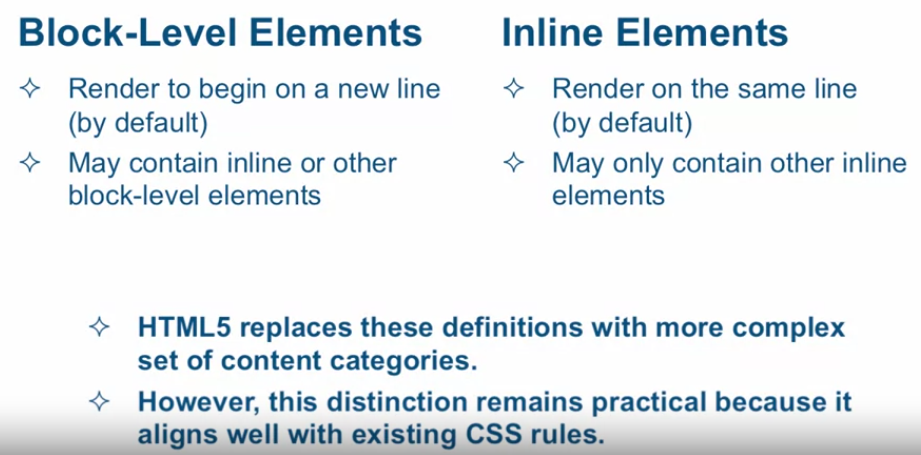 Block-Level Elements
✧ Render to begin on a new line
(by default)
✧ May contain inline or other
block-level elements
Inline Elements
✧ Render on the same line
(by default)
✧ May only contain other inline
elements
✧ HTML5 replaces these definitions with more complex
set of content categories.
✧ However, this distinction remains practical because it
aligns well with existing CSS rules.